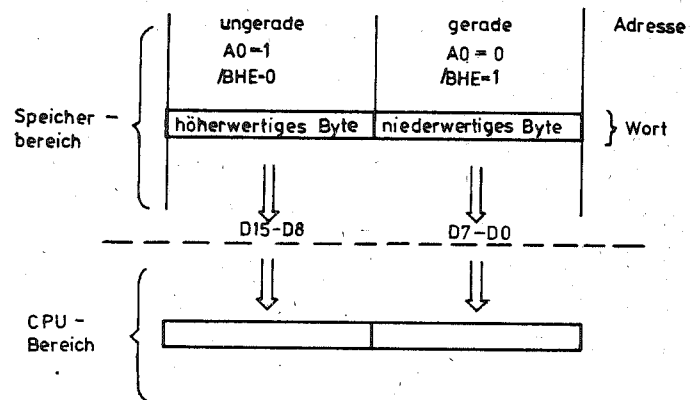 ungerade gerade Adresse
A0=1 A0=0
/BHE=0 /BHE=1
Speicher-
bereich
höherwertiges Byte niederwertiges Byte } Wort
D15-D8 D7-D0
CPU-
Bereich